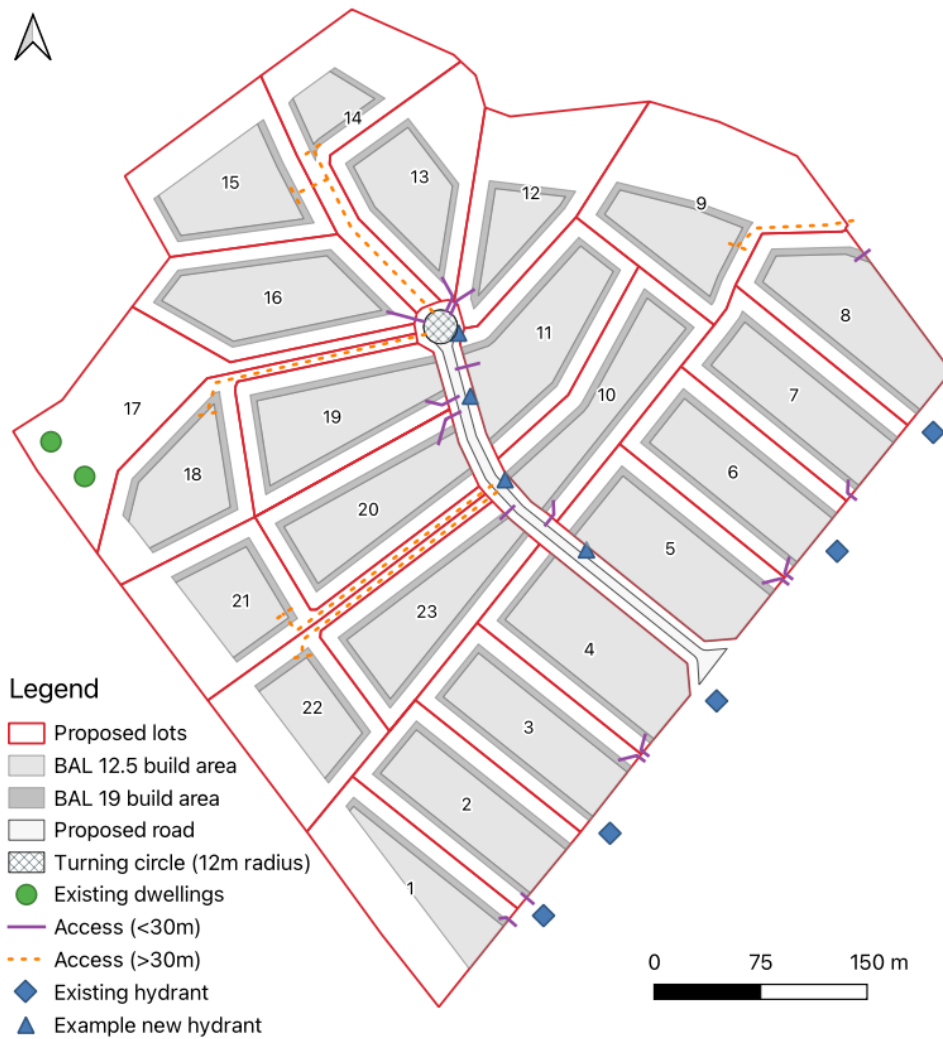 14
15
13
12
9
16
8
11
7
10
17
19
18
6
20
5
21
23
4
22
3
2
1
Legend
Proposed lots
BAL 12.5 build area
BAL 19 build area
Proposed road
Turning circle (12m radius)
Existing dwellings
Access (<30m)
Access (>30m)
Existing hydrant
Example new hydrant
0 75 150 m